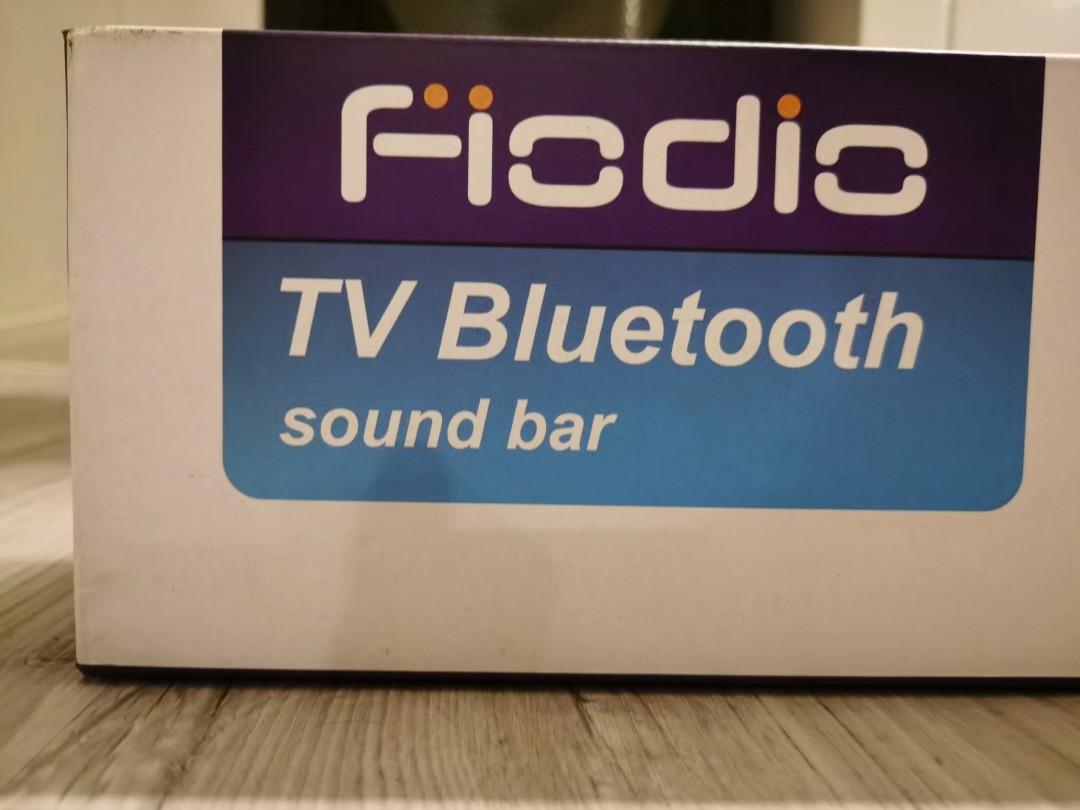 Fiodio
TV Bluetooth
sound bar